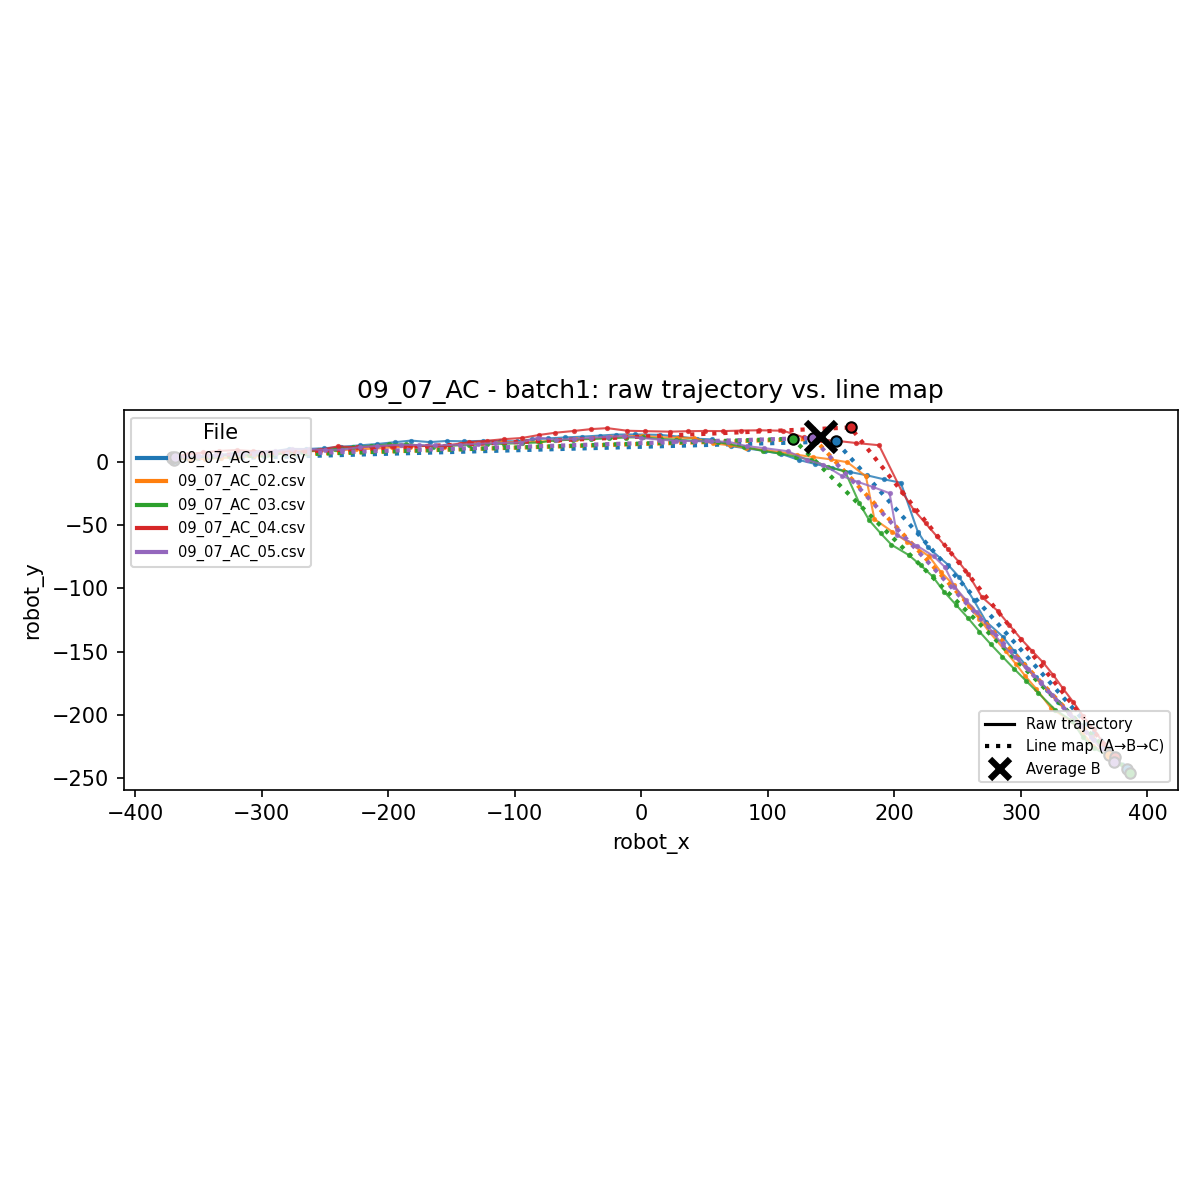 09_07_AC - batch1: raw trajectory vs. line map
File
09_07_AC_01.csv
09_07_AC_02.csv
09_07_AC_03.csv
09_07_AC_04.csv
09_07_AC_05.csv
0
−50
−100
−150
−200
−250
robot_y
Raw trajectory
Line map (A→B→C)
Average B
−400 −300 −200 −100 0 100 200 300 400
robot_x